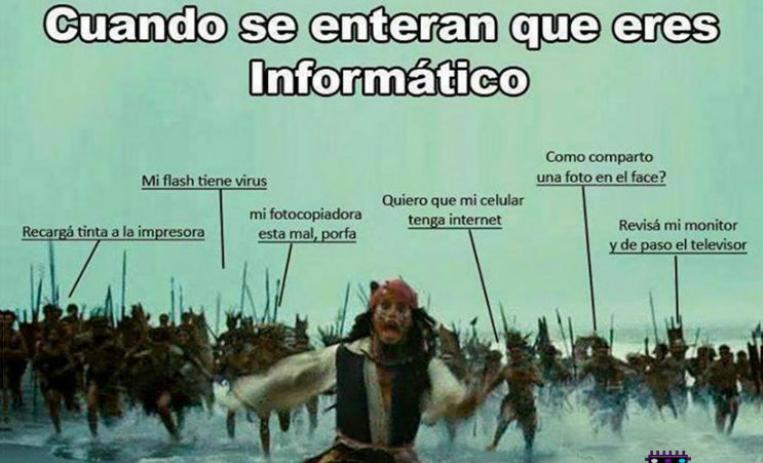 Cuando se enteran que eres
Informático
Como comparto
una foto en el face?
Mi flash tiene virus
Quiero que mi celular
tenga internet
mi fotocopiadora
esta mal, porfa
Revisá mi monitor
y de paso el televisor
Recargá tinta a la impresora